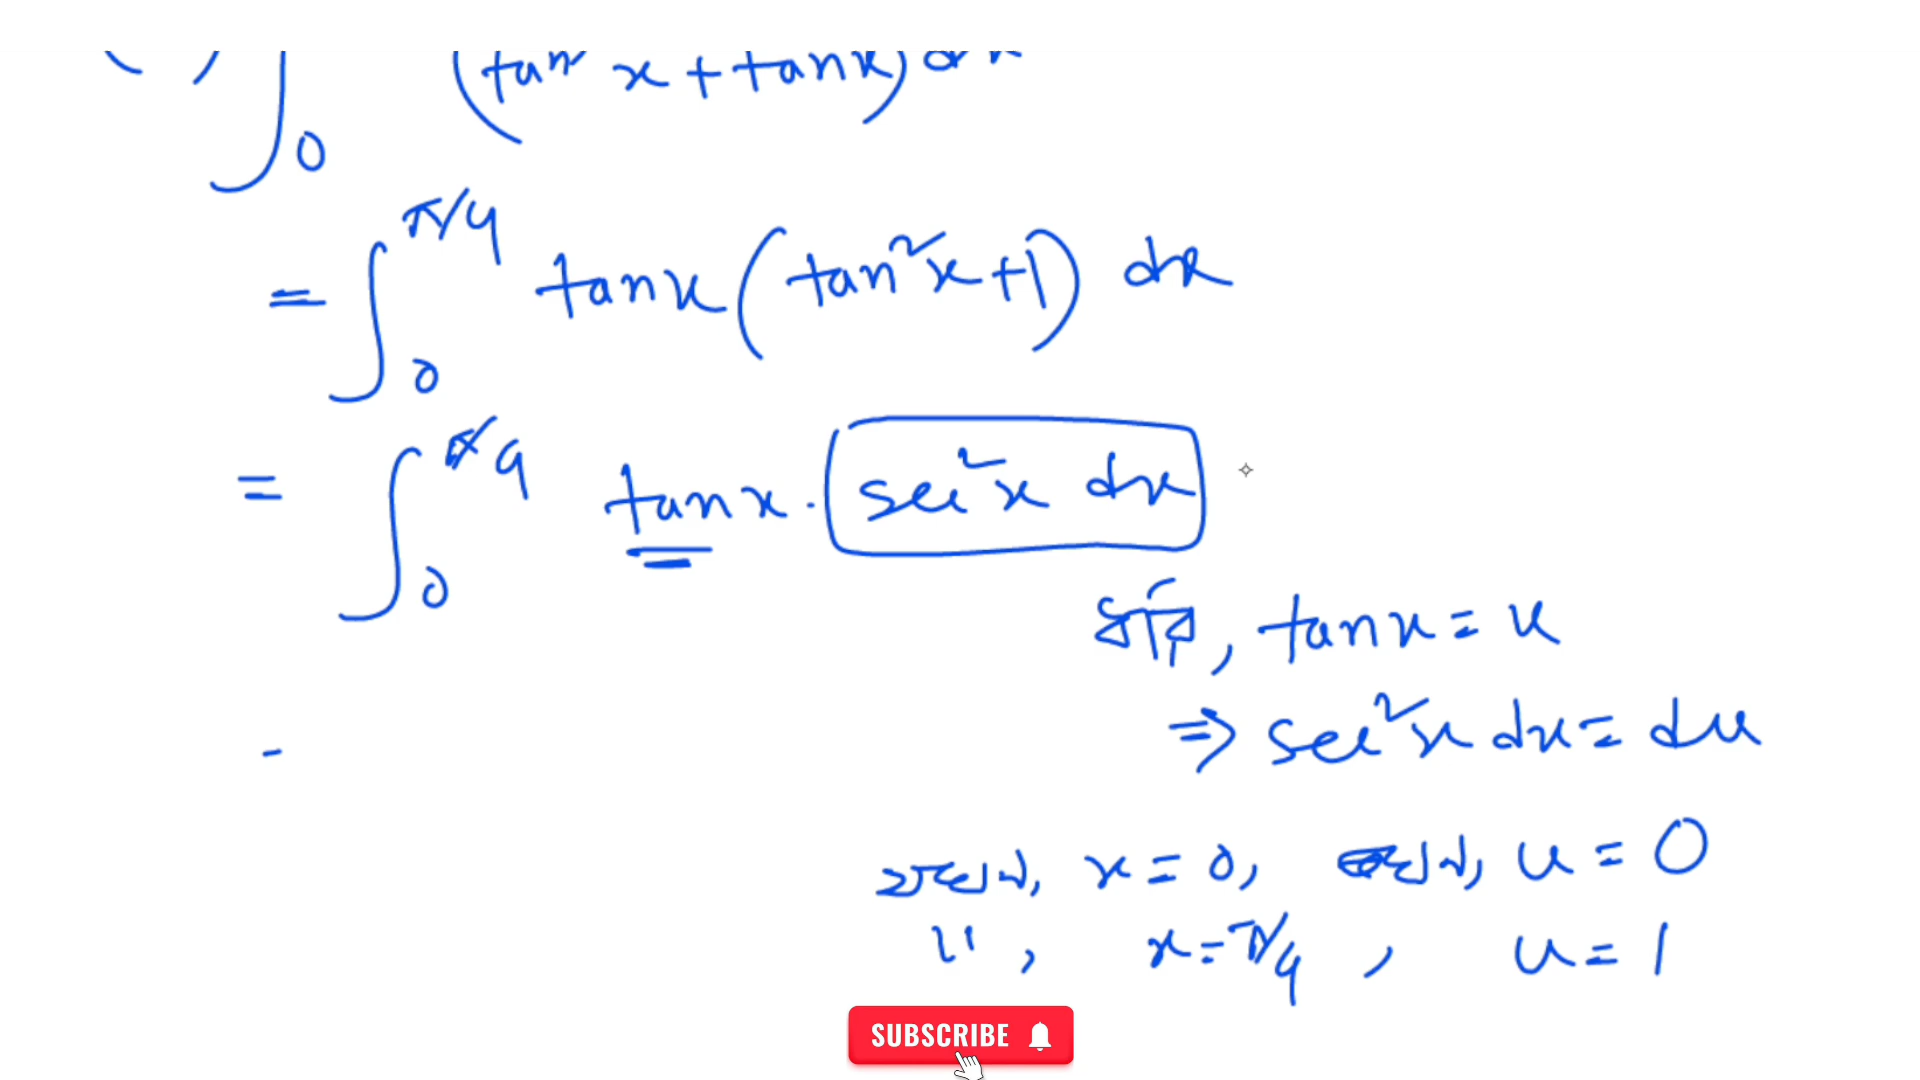 ∫₀ (tan³x + tanx) dx
= ∫₀^π/4 tanx (tan²x + 1) dx
= ∫₀^π/4 tanx . sec²x dx
ধরি, tanx = u
⇒ sec²x dx = du
-
যখন, x = 0, তখন, u = 0
", x = π/4, u = 1
SUBSCRIBE